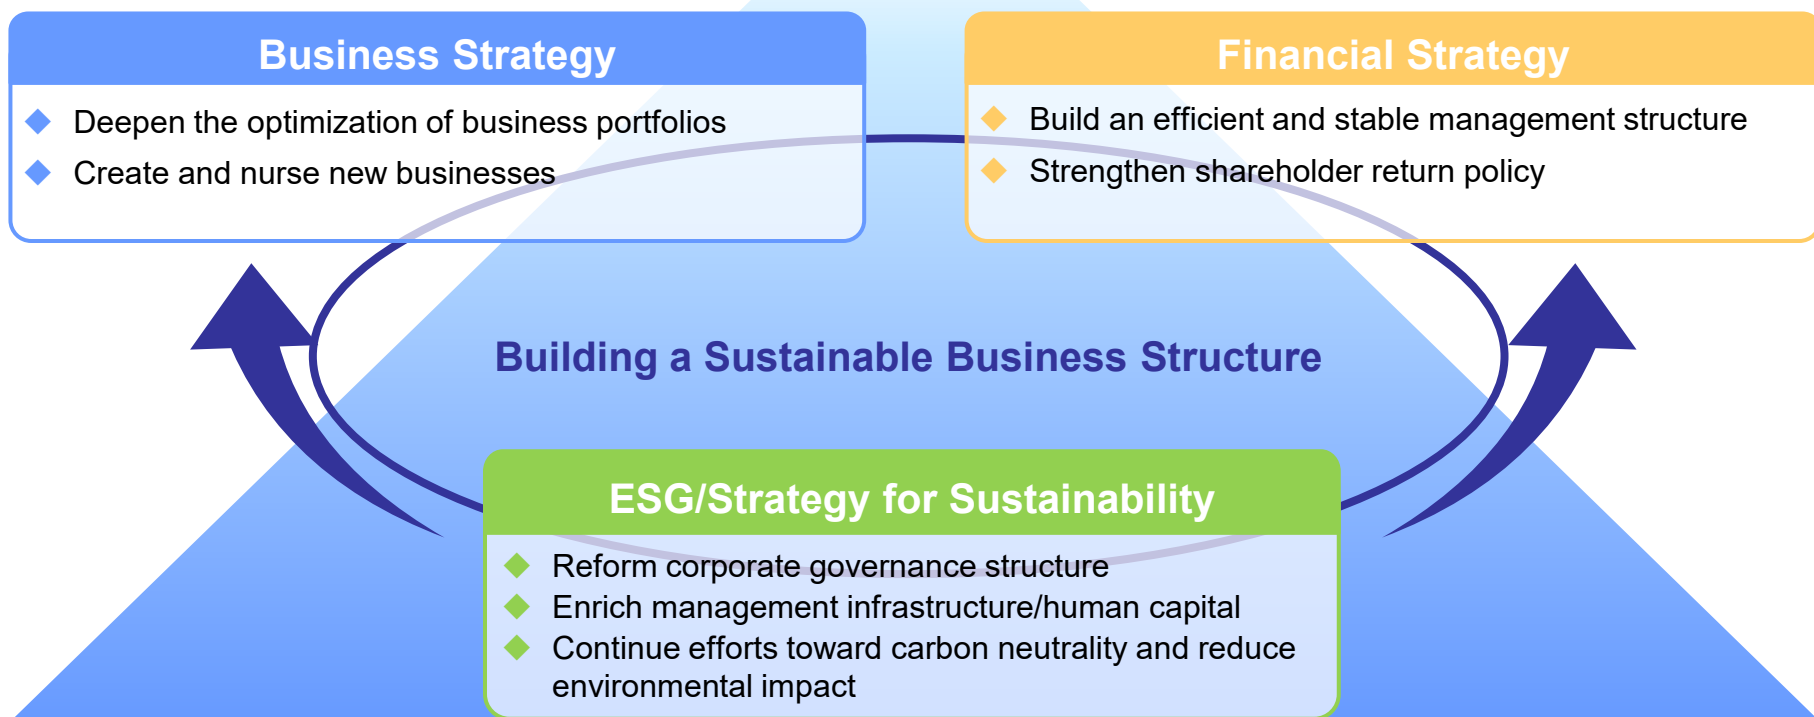 Business Strategy
Deepen the optimization of business portfolios
Create and nurse new businesses
Financial Strategy
Build an efficient and stable management structure
Strengthen shareholder return policy
Building a Sustainable Business Structure
ESG/Strategy for Sustainability
Reform corporate governance structure
Enrich management infrastructure/human capital
Continue efforts toward carbon neutrality and reduce
environmental impact